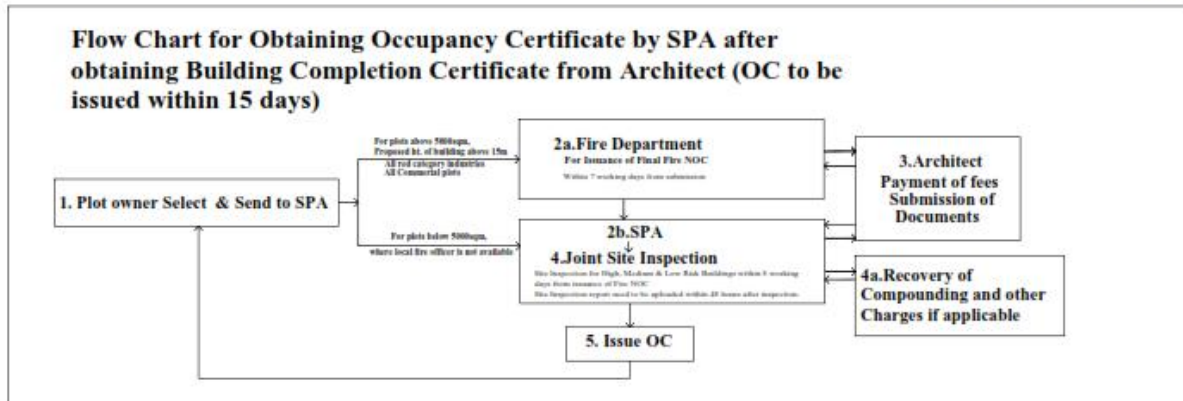 Flow Chart for Obtaining Occupancy Certificate by SPA after
obtaining Building Completion Certificate from Architect (OC to be
issued within 15 days)
For plots above 5000sqm,
Proposed ht. of building above 15m
All red category industries
All Commerial plots
2a.Fire Department
For Issuance of Final Fire NOC
Within 7 working days from submission
3.Architect
Payment of fees
Submission of
Documents
1. Plot owner Select & Send to SPA
For plots below 5000sqm,
where local fire officer is not available
2b.SPA
4.Joint Site Inspection
Site Inspection for High, Medium & Low Risk Buildings within 8 working
days from issuance of Fire NOC
Site Inspection report need to be uploaded within 48 hours after inspection.
4a.Recovery of
Compounding and other
Charges if applicable
5. Issue OC